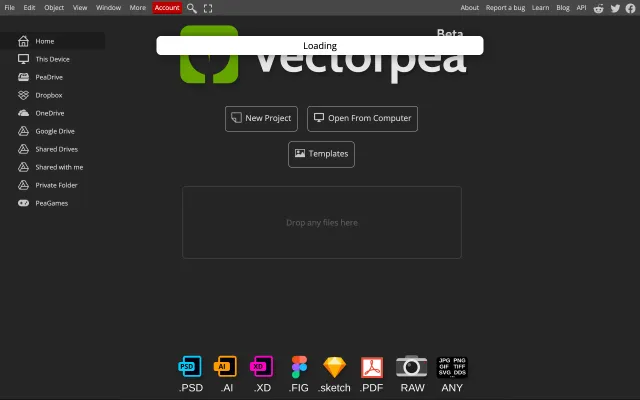 File Edit Object View Window More Account
About Report a bug Learn Blog API
Home
This Device
PeaDrive
Dropbox
OneDrive
Google Drive
Shared Drives
Shared with me
Private Folder
PeaGames
Beta
Loading
vectorpea
New Project
Open From Computer
Templates
Drop any files here
PSD AI XD
JPG PNG
GIF TIFF
SVG DDS
.PSD .AI .XD .FIG .sketch .PDF RAW ANY